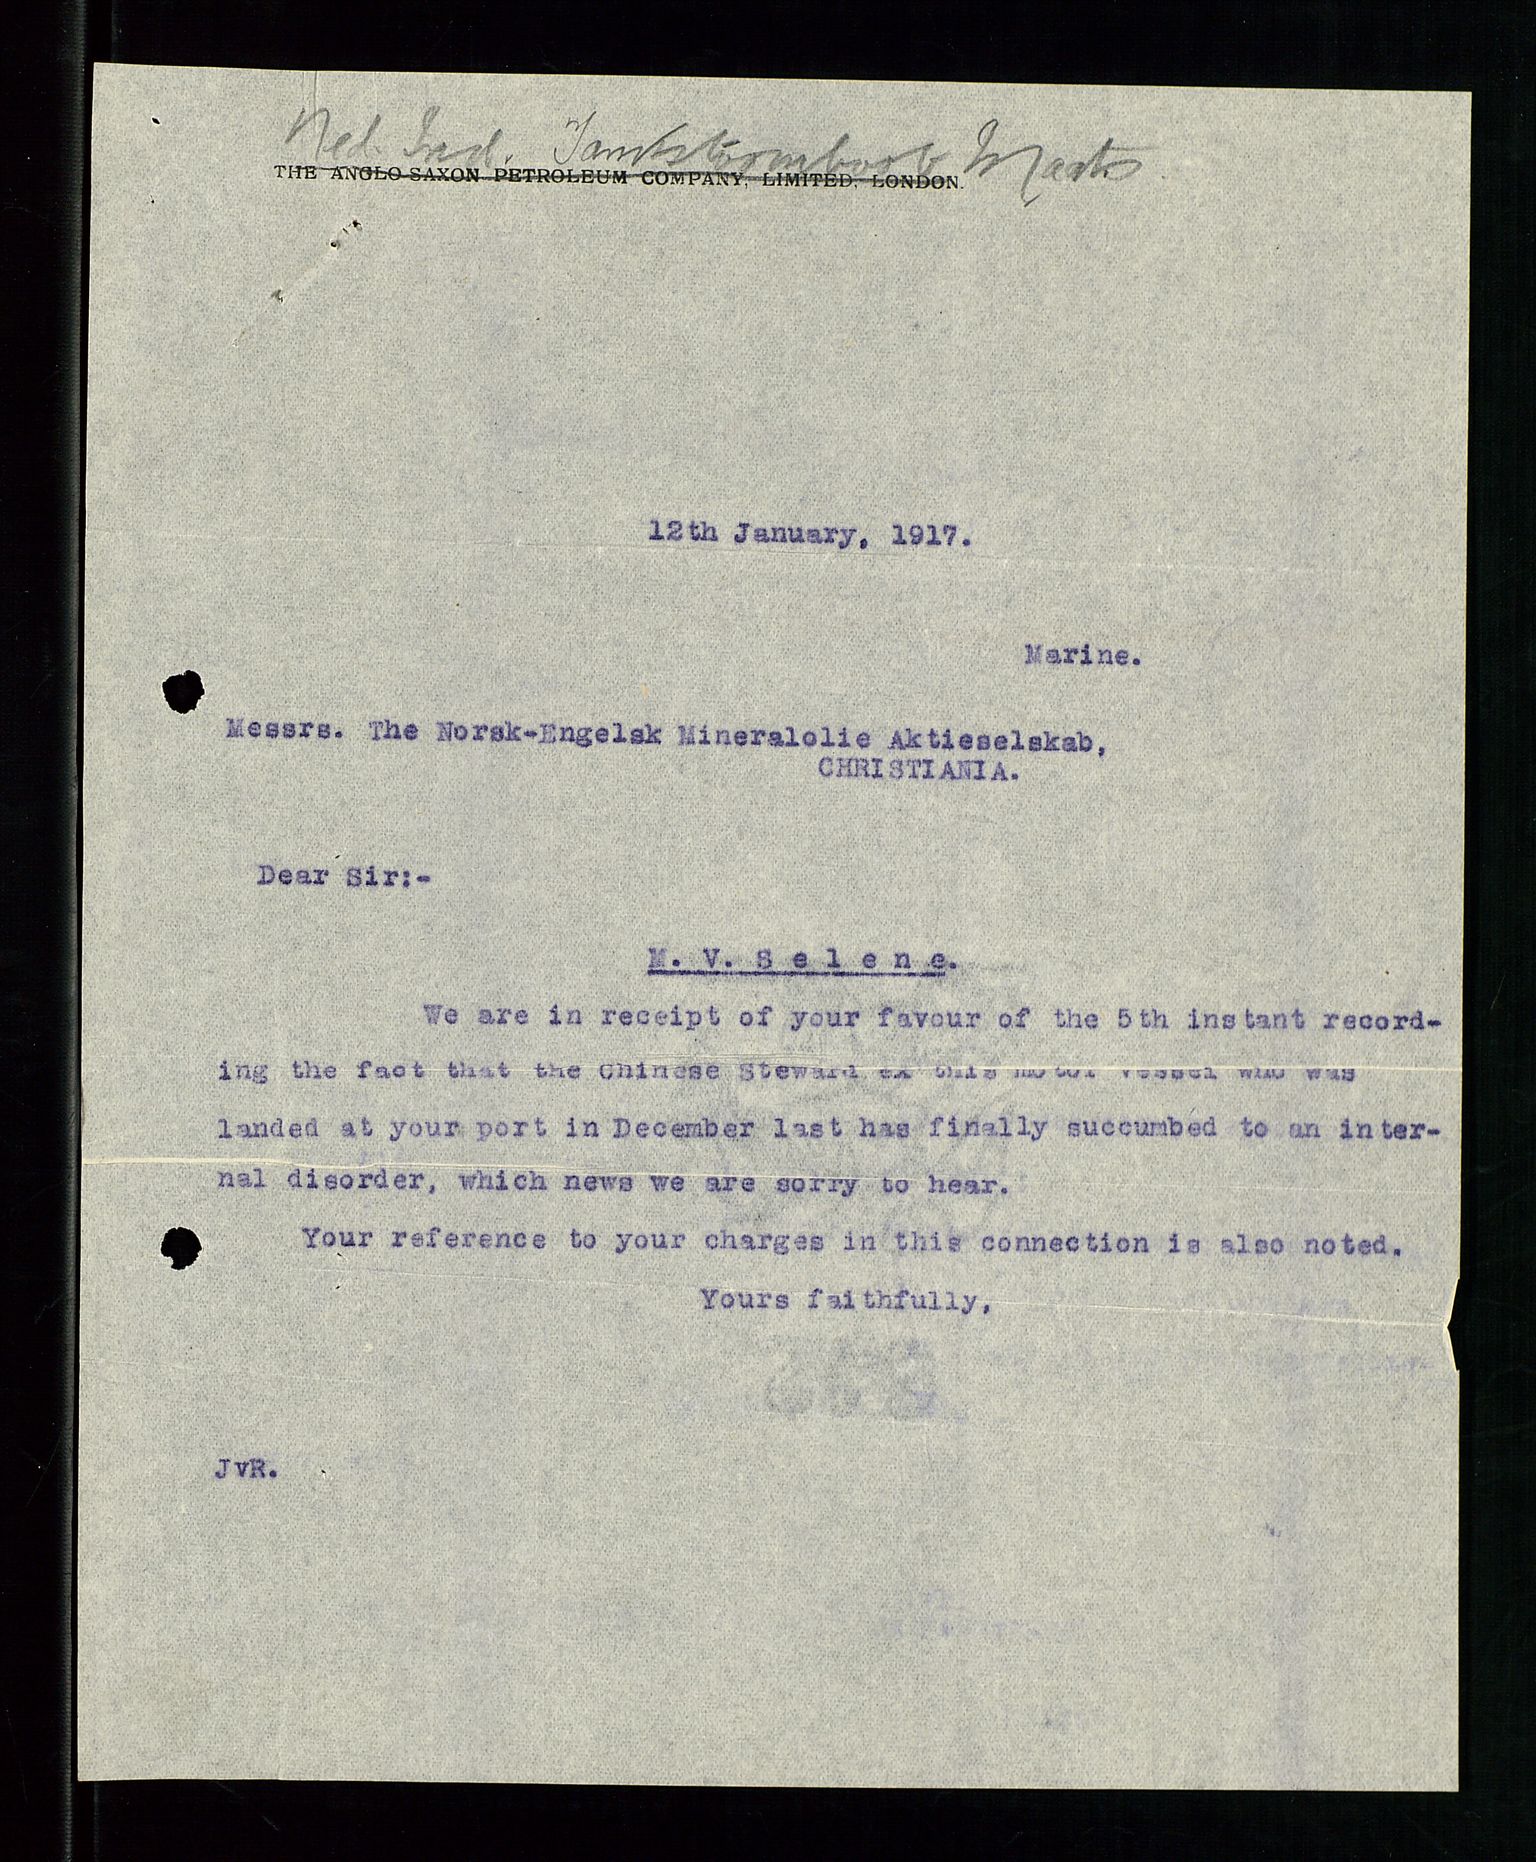 Ned. Ind. Tankstoomboot Maats
THE ANGLO-SAXON PETROLEUM COMPANY, LIMITED, LONDON.
12th January, 1917.
Marine.
Messrs. The Norsk-Engelsk Mineralolie Aktieselskab,
CHRISTIANIA.
Dear Sir:-
M. V. S e l e n e.
We are in receipt of your favour of the 5th instant record-
ing the fact that the Chinese Steward ex this motor vessel who was
landed at your port in December last has finally succumbed to an inter-
nal disorder, which news we are sorry to hear.
Your reference to your charges in this connection is also noted.
Yours faithfully,
JvR.